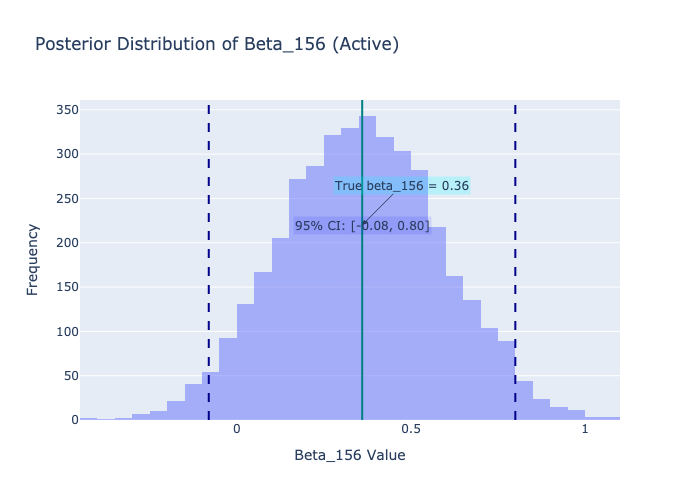 Posterior Distribution of Beta_156 (Active)
350
300
250
200
150
100
50
0
Frequency
True beta_156 = 0.36
95% CI: [-0.08, 0.80]
0
0.5
1
Beta_156 Value